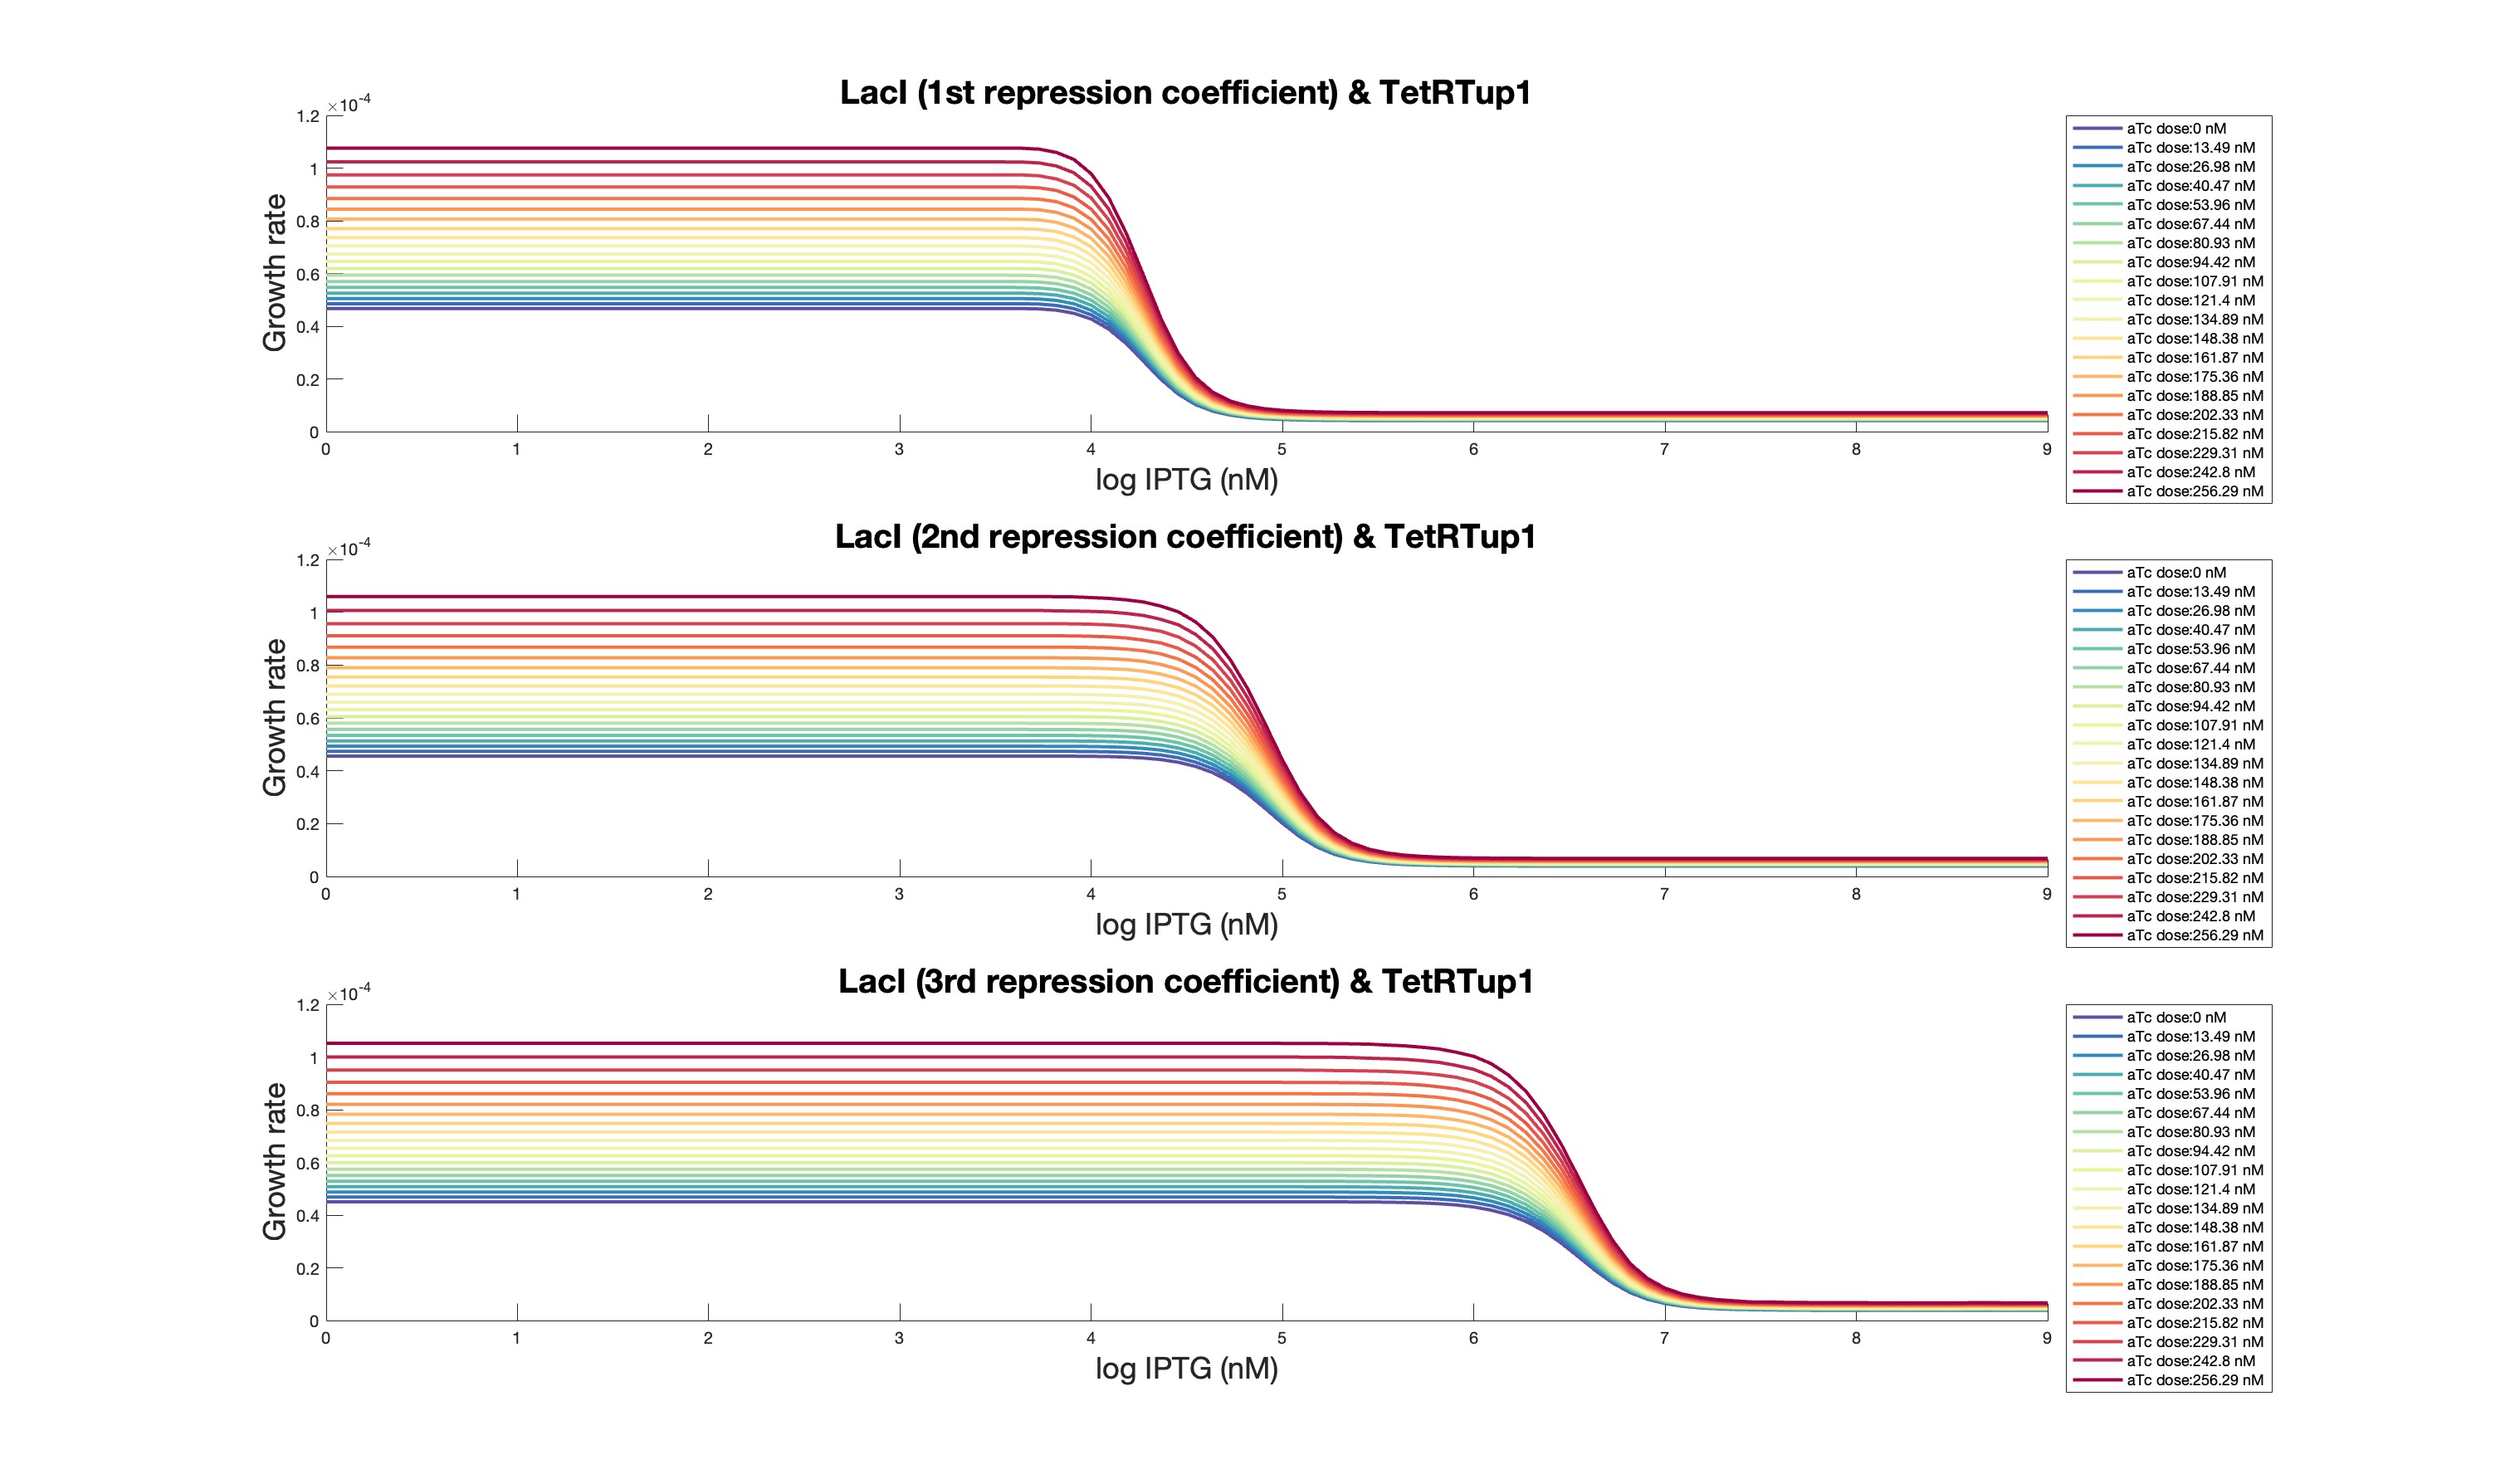 LacI (1st repression coefficient) & TetRTup1
×10-4
1.2
1
0.8
0.6
0.4
0.2
0
Growth rate
0 1 2 3 4 5 6 7 8 9
log IPTG (nM)
aTc dose:0 nM
aTc dose:13.49 nM
aTc dose:26.98 nM
aTc dose:40.47 nM
aTc dose:53.96 nM
aTc dose:67.44 nM
aTc dose:80.93 nM
aTc dose:94.42 nM
aTc dose:107.91 nM
aTc dose:121.4 nM
aTc dose:134.89 nM
aTc dose:148.38 nM
aTc dose:161.87 nM
aTc dose:175.36 nM
aTc dose:188.85 nM
aTc dose:202.33 nM
aTc dose:215.82 nM
aTc dose:229.31 nM
aTc dose:242.8 nM
aTc dose:256.29 nM
LacI (2nd repression coefficient) & TetRTup1
×10-4
1.2
1
0.8
0.6
0.4
0.2
0
Growth rate
0 1 2 3 4 5 6 7 8 9
log IPTG (nM)
aTc dose:0 nM
aTc dose:13.49 nM
aTc dose:26.98 nM
aTc dose:40.47 nM
aTc dose:53.96 nM
aTc dose:67.44 nM
aTc dose:80.93 nM
aTc dose:94.42 nM
aTc dose:107.91 nM
aTc dose:121.4 nM
aTc dose:134.89 nM
aTc dose:148.38 nM
aTc dose:161.87 nM
aTc dose:175.36 nM
aTc dose:188.85 nM
aTc dose:202.33 nM
aTc dose:215.82 nM
aTc dose:229.31 nM
aTc dose:242.8 nM
aTc dose:256.29 nM
LacI (3rd repression coefficient) & TetRTup1
×10-4
1.2
1
0.8
0.6
0.4
0.2
0
Growth rate
0 1 2 3 4 5 6 7 8 9
log IPTG (nM)
aTc dose:0 nM
aTc dose:13.49 nM
aTc dose:26.98 nM
aTc dose:40.47 nM
aTc dose:53.96 nM
aTc dose:67.44 nM
aTc dose:80.93 nM
aTc dose:94.42 nM
aTc dose:107.91 nM
aTc dose:121.4 nM
aTc dose:134.89 nM
aTc dose:148.38 nM
aTc dose:161.87 nM
aTc dose:175.36 nM
aTc dose:188.85 nM
aTc dose:202.33 nM
aTc dose:215.82 nM
aTc dose:229.31 nM
aTc dose:242.8 nM
aTc dose:256.29 nM